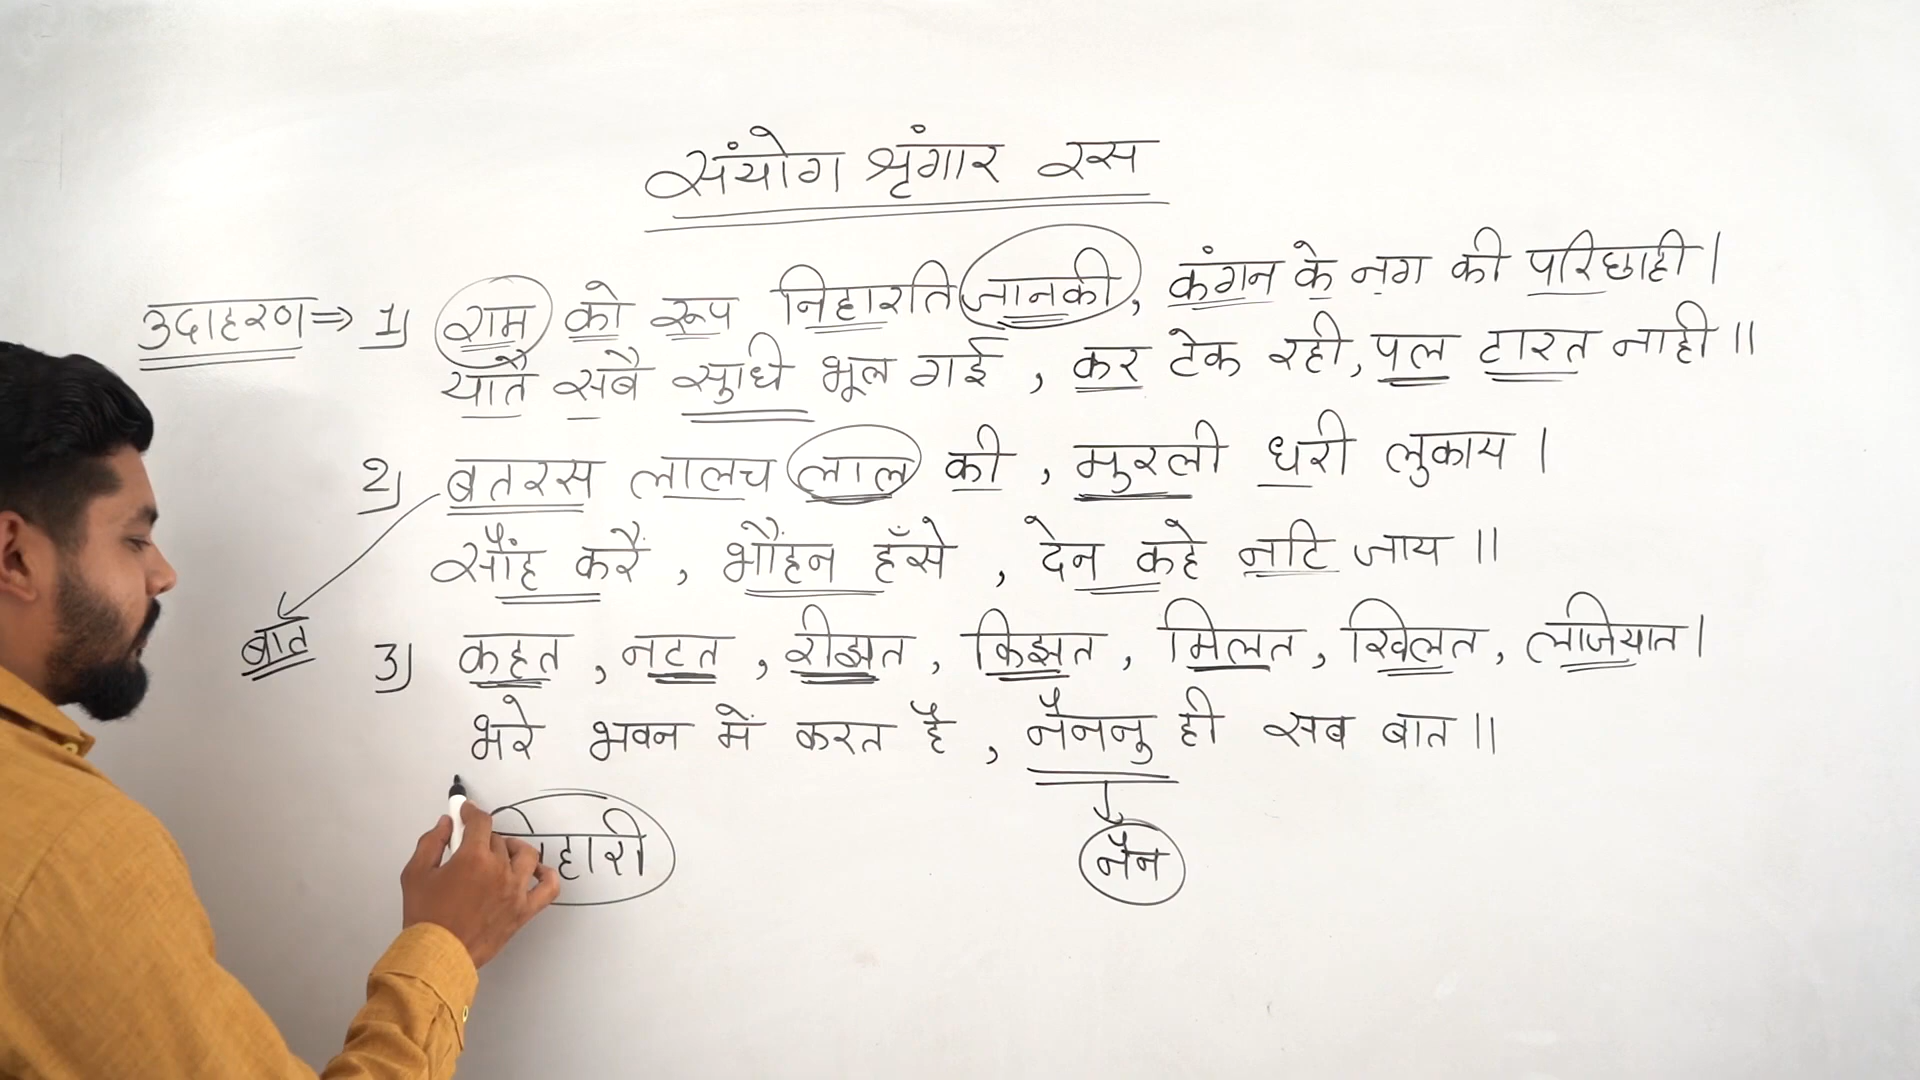 संयोग श्रृंगार रस
उदाहरण ⇒ 1) राम को रूप निहारति जानकी, कंगन के नग की परिछाही।
यातै सबै सुधि भूल गई, कर टेक रही, पल टारत नाही॥
2) बतरस लालच लाल की, मुरली धरी लुकाय।
सौंह करैं, भौंहन हँसे, देन कहे नटि जाय॥
बातें
3) कहत, नटत, रीझत, किझत, मिलत, खिलत, लजियात।
भरे भवन में करत है, नैननु ही सब बात॥
नैन